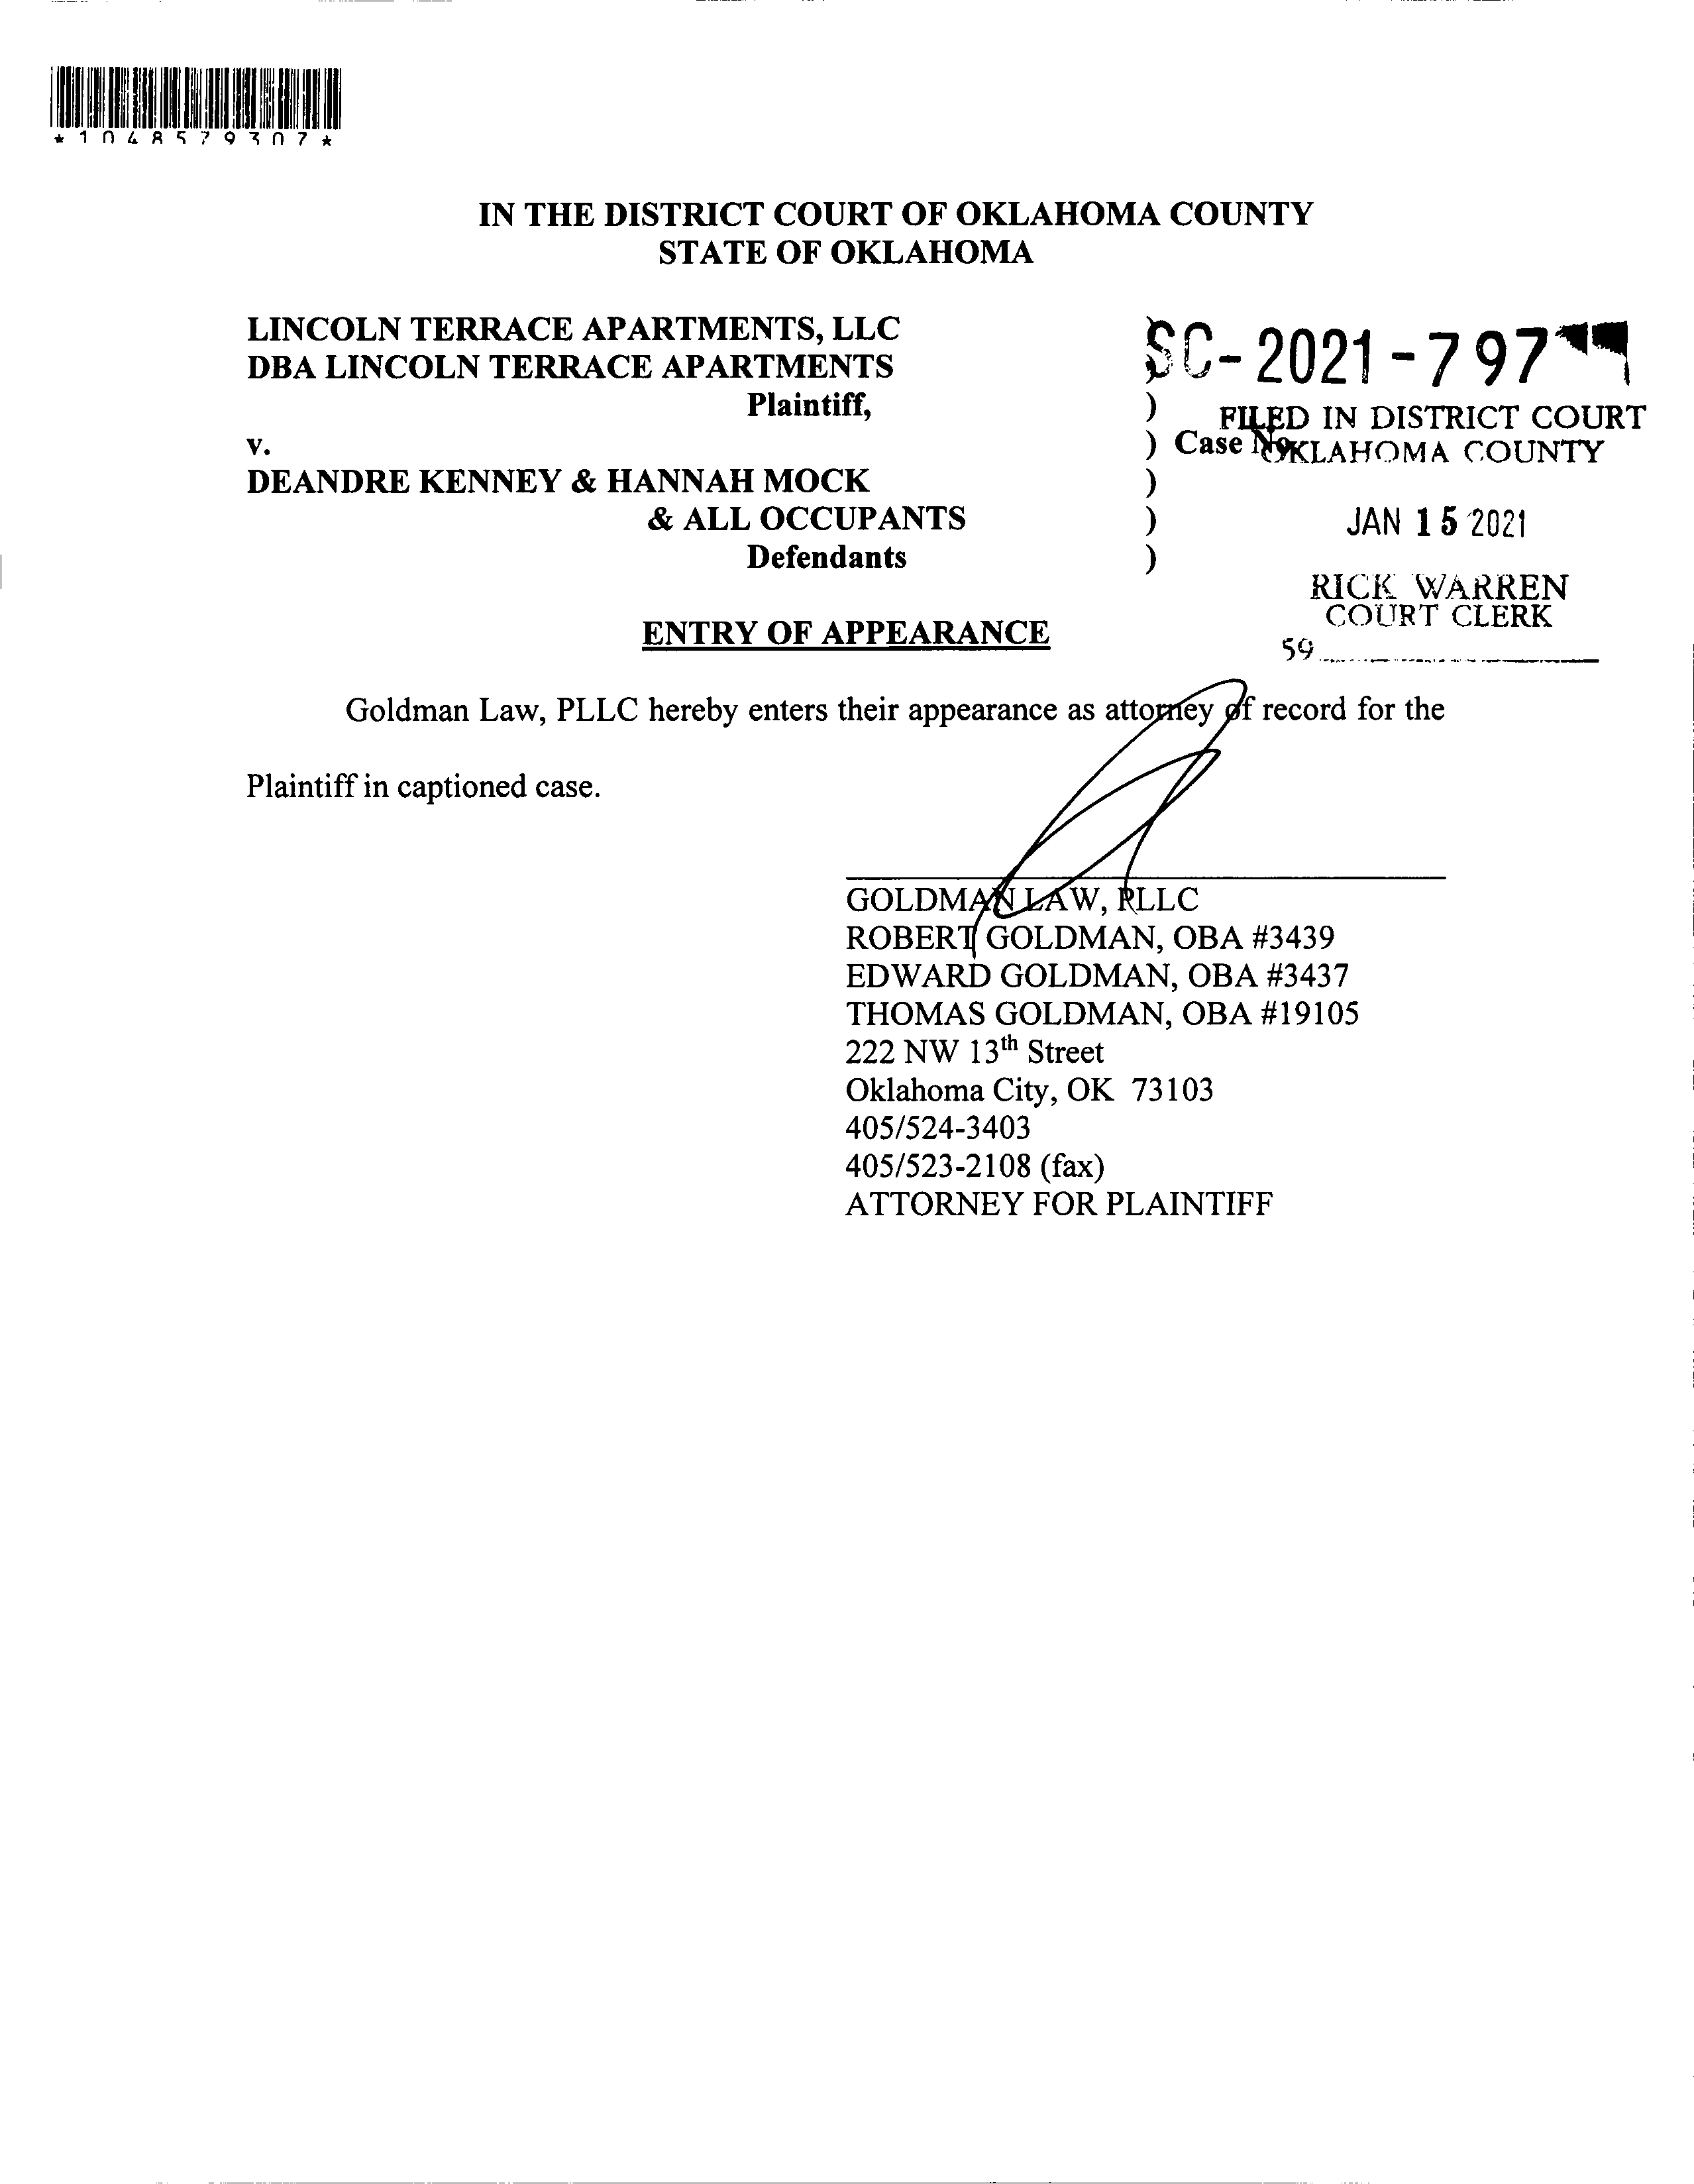 *1048579307*
IN THE DISTRICT COURT OF OKLAHOMA COUNTY
STATE OF OKLAHOMA
LINCOLN TERRACE APARTMENTS, LLC
DBA LINCOLN TERRACE APARTMENTS
Plaintiff,
v.
DEANDRE KENNEY & HANNAH MOCK
& ALL OCCUPANTS
Defendants
)
)
)
)
)
)
SC-2021-797
FILED IN DISTRICT COURT
Case No.
OKLAHOMA COUNTY
JAN 15 2021
RICK WARREN
COURT CLERK
59
ENTRY OF APPEARANCE
Goldman Law, PLLC hereby enters their appearance as attorney of record for the
Plaintiff in captioned case.
GOLDMAN LAW, PLLC
ROBERT GOLDMAN, OBA #3439
EDWARD GOLDMAN, OBA #3437
THOMAS GOLDMAN, OBA #19105
222 NW 13th Street
Oklahoma City, OK 73103
405/524-3403
405/523-2108 (fax)
ATTORNEY FOR PLAINTIFF